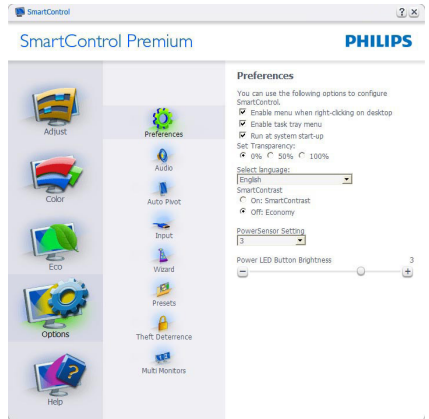 SmartControl
? ×
SmartControl Premium
PHILIPS
Adjust
Color
Eco
Options
Help
Preferences
Audio
Auto Pivot
Input
Wizard
Presets
Theft Deterrence
Multi Monitors
Preferences
You can use the following options to configure
SmartControl.
Enable menu when right-clicking on desktop
Enable task tray menu
Run at system start-up
Set Transparency:
0% 50% 100%
Select language:
English
SmartContrast
On: SmartContrast
Off: Economy
PowerSensor Setting
3
Power LED Button Brightness 3